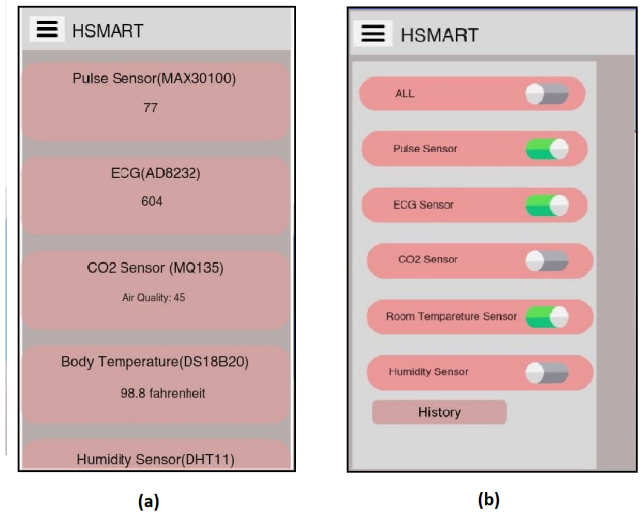 HSMART
Pulse Sensor(MAX30100)
77
ECG(AD8232)
604
CO2 Sensor (MQ135)
Air Quality: 45
Body Temperature(DS18B20)
98.8 fahrenheit
Humidity Sensor(DHT11)
(a)
HSMART
ALL
Pulse Sensor
ECG Sensor
CO2 Sensor
Room Tempareture Sensor
Humidity Sensor
History
(b)